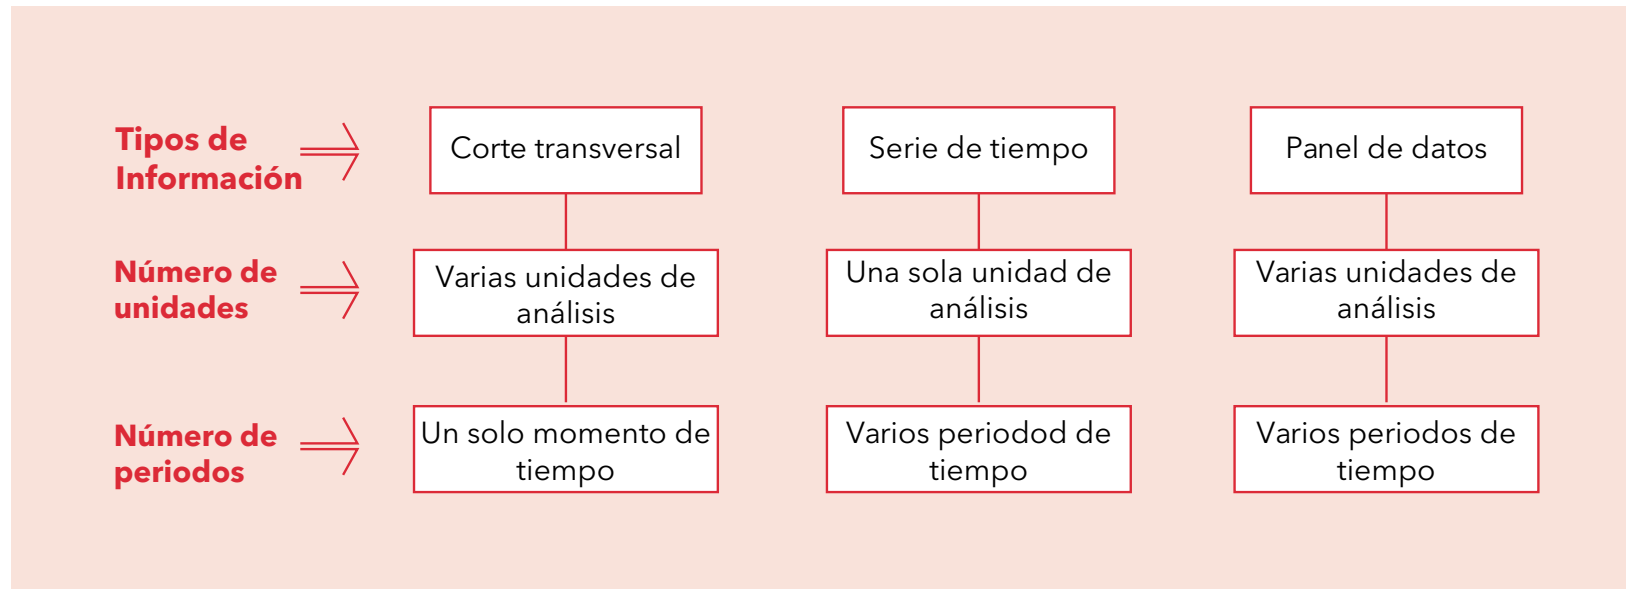 Tipos de
Información
Corte transversal
Serie de tiempo
Panel de datos
Número de
unidades
Varias unidades de
análisis
Una sola unidad de
análisis
Varias unidades de
análisis
Número de
periodos
Un solo momento de
tiempo
Varios periodod de
tiempo
Varios periodos de
tiempo